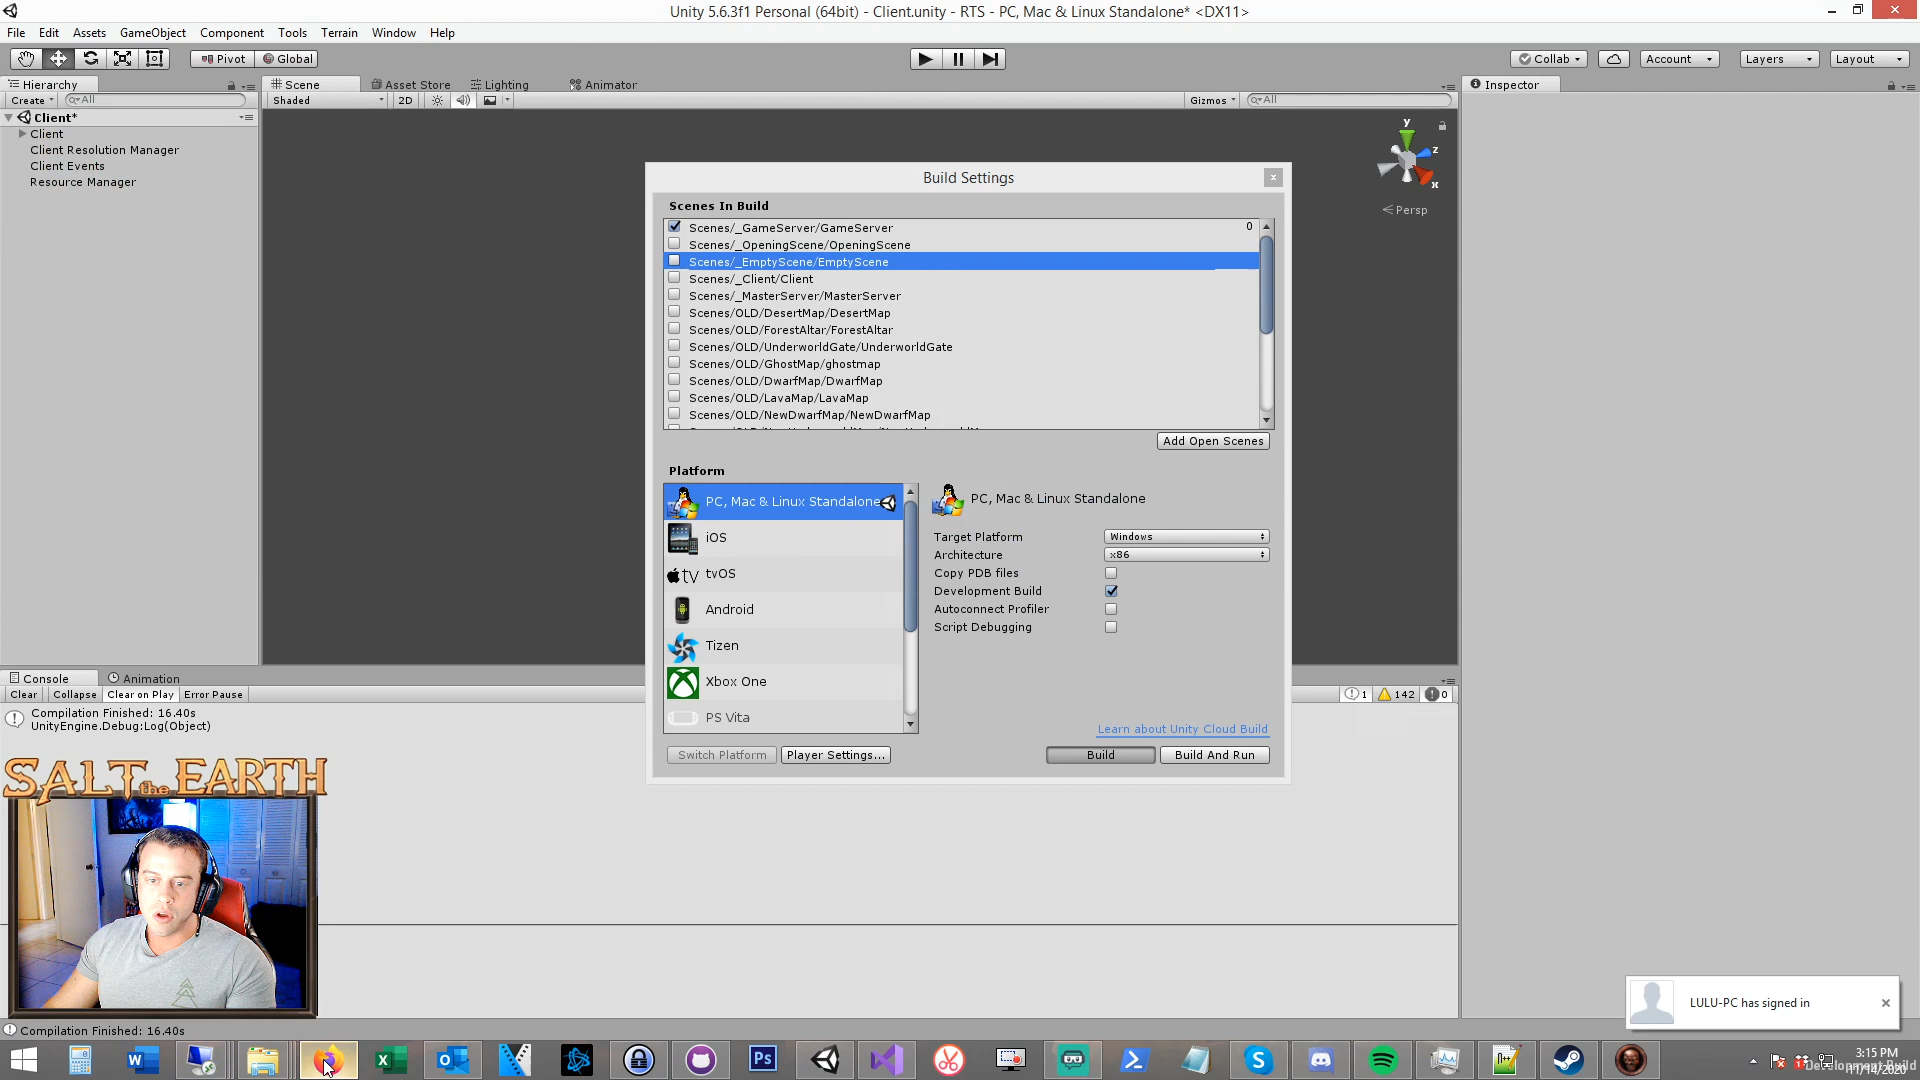 Unity 5.6.3f1 Personal (64bit) - Client.unity - RTS - PC, Mac & Linux Standalone* <DX11>
File Edit Assets GameObject Component Tools Terrain Window Help
Pivot Global Collab Account Layers Layout
Hierarchy Scene Asset Store Lighting Animator Inspector
Create All Shaded 2D Gizmos All
Client*
Client
Client Resolution Manager
Client Events
Resource Manager
y
z
x
Persp
Build Settings
Scenes In Build
Scenes/_GameServer/GameServer 0
Scenes/_OpeningScene/OpeningScene
Scenes/_EmptyScene/EmptyScene
Scenes/_Client/Client
Scenes/_MasterServer/MasterServer
Scenes/OLD/DesertMap/DesertMap
Scenes/OLD/ForestAltar/ForestAltar
Scenes/OLD/UnderworldGate/UnderworldGate
Scenes/OLD/GhostMap/ghostmap
Scenes/OLD/DwarfMap/DwarfMap
Scenes/OLD/LavaMap/LavaMap
Scenes/OLD/NewDwarfMap/NewDwarfMap
Add Open Scenes
Platform
PC, Mac & Linux Standalone
iOS
tv tvOS
Android
Tizen
Xbox One
PS Vita
PC, Mac & Linux Standalone
Target Platform Windows
Architecture x86
Copy PDB files
Development Build
Autoconnect Profiler
Script Debugging
Learn about Unity Cloud Build
Switch Platform Player Settings... Build Build And Run
Console Animation
Clear Collapse Clear on Play Error Pause 1 142 0
Compilation Finished: 16.40s
UnityEngine.Debug:Log(Object)
SALT the EARTH
LULU-PC has signed in
Compilation Finished: 16.40s
Ps
3:15 PM
11/14/2020
Development Build